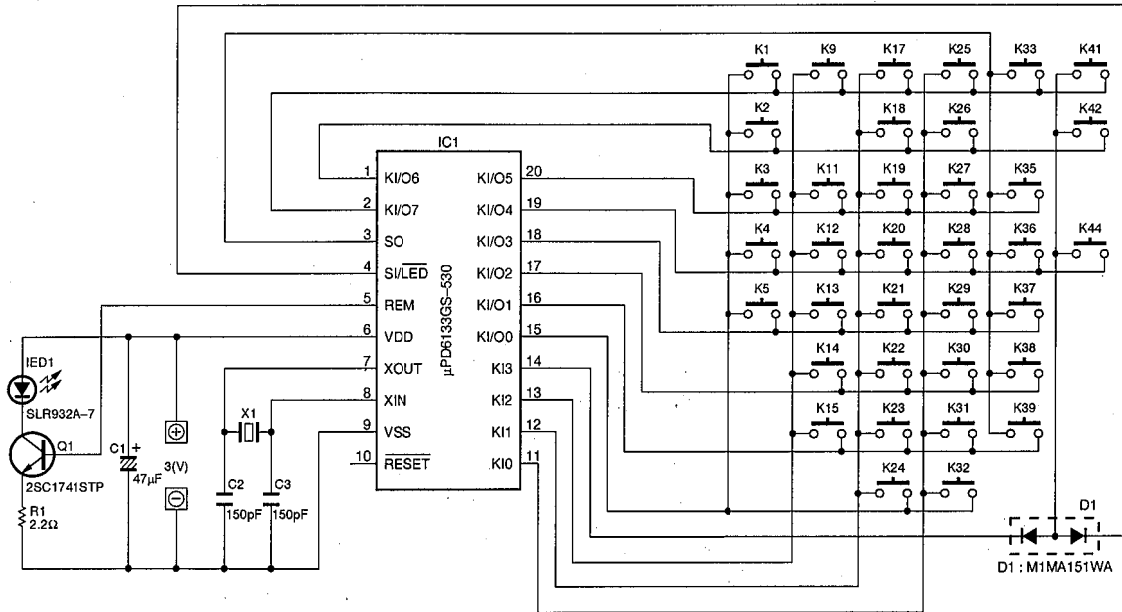 K1 K9 K17 K25 K33 K41
K2 K18 K26 K42
K3 K11 K19 K27 K35
K4 K12 K20 K28 K36 K44
K5 K13 K21 K29 K37
K14 K22 K30 K38
K15 K23 K31 K39
K24 K32
IC1
μPD6133GS-530
1 KI/O6
2 KI/O7
3 SO
4 SI/LED
5 REM
6 VDD
7 XOUT
8 XIN
9 VSS
10 RESET
KI/O5 20
KI/O4 19
KI/O3 18
KI/O2 17
KI/O1 16
KI/O0 15
KI3 14
KI2 13
KI1 12
KI0 11
IED1
SLR932A-7
Q1
2SC1741STP
R1
2.2Ω
C1 +
47μF
+
3(V)
−
X1
C2
150pF
C3
150pF
D1
D1 : M1MA151WA